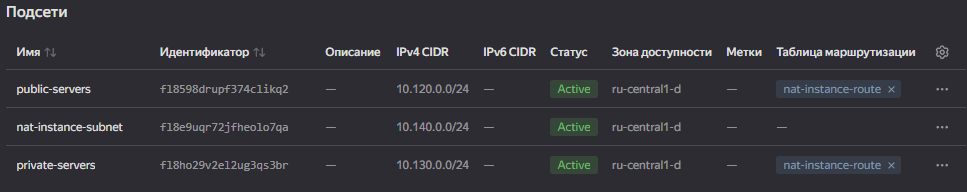 Подсети
Имя Идентификатор Описание IPv4 CIDR IPv6 CIDR Статус Зона доступности Метки Таблица маршрутизации
public-servers fl8598drupf374c1ikq2 — 10.120.0.0/24 — Active ru-central1-d — nat-instance-route ×
nat-instance-subnet fl8e9uqr72jfheolo7qa — 10.140.0.0/24 — Active ru-central1-d — —
private-servers fl8ho29v2el2ug3qs3br — 10.130.0.0/24 — Active ru-central1-d — nat-instance-route ×